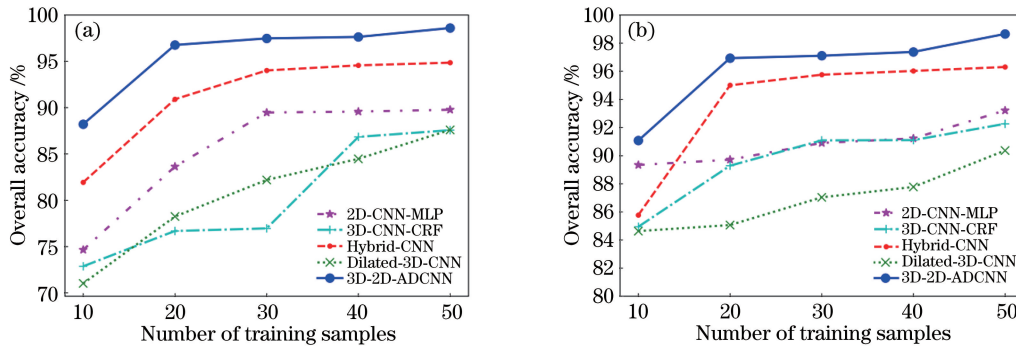 (a)
Overall accuracy /%
100
95
90
85
80
75
70
2D-CNN-MLP
3D-CNN-CRF
Hybrid-CNN
Dilated-3D-CNN
3D-2D-ADCNN
10 20 30 40 50
Number of training samples
(b)
Overall accuracy /%
100
98
96
94
92
90
88
86
84
82
80
2D-CNN-MLP
3D-CNN-CRF
Hybrid-CNN
Dilated-3D-CNN
3D-2D-ADCNN
10 20 30 40 50
Number of training samples